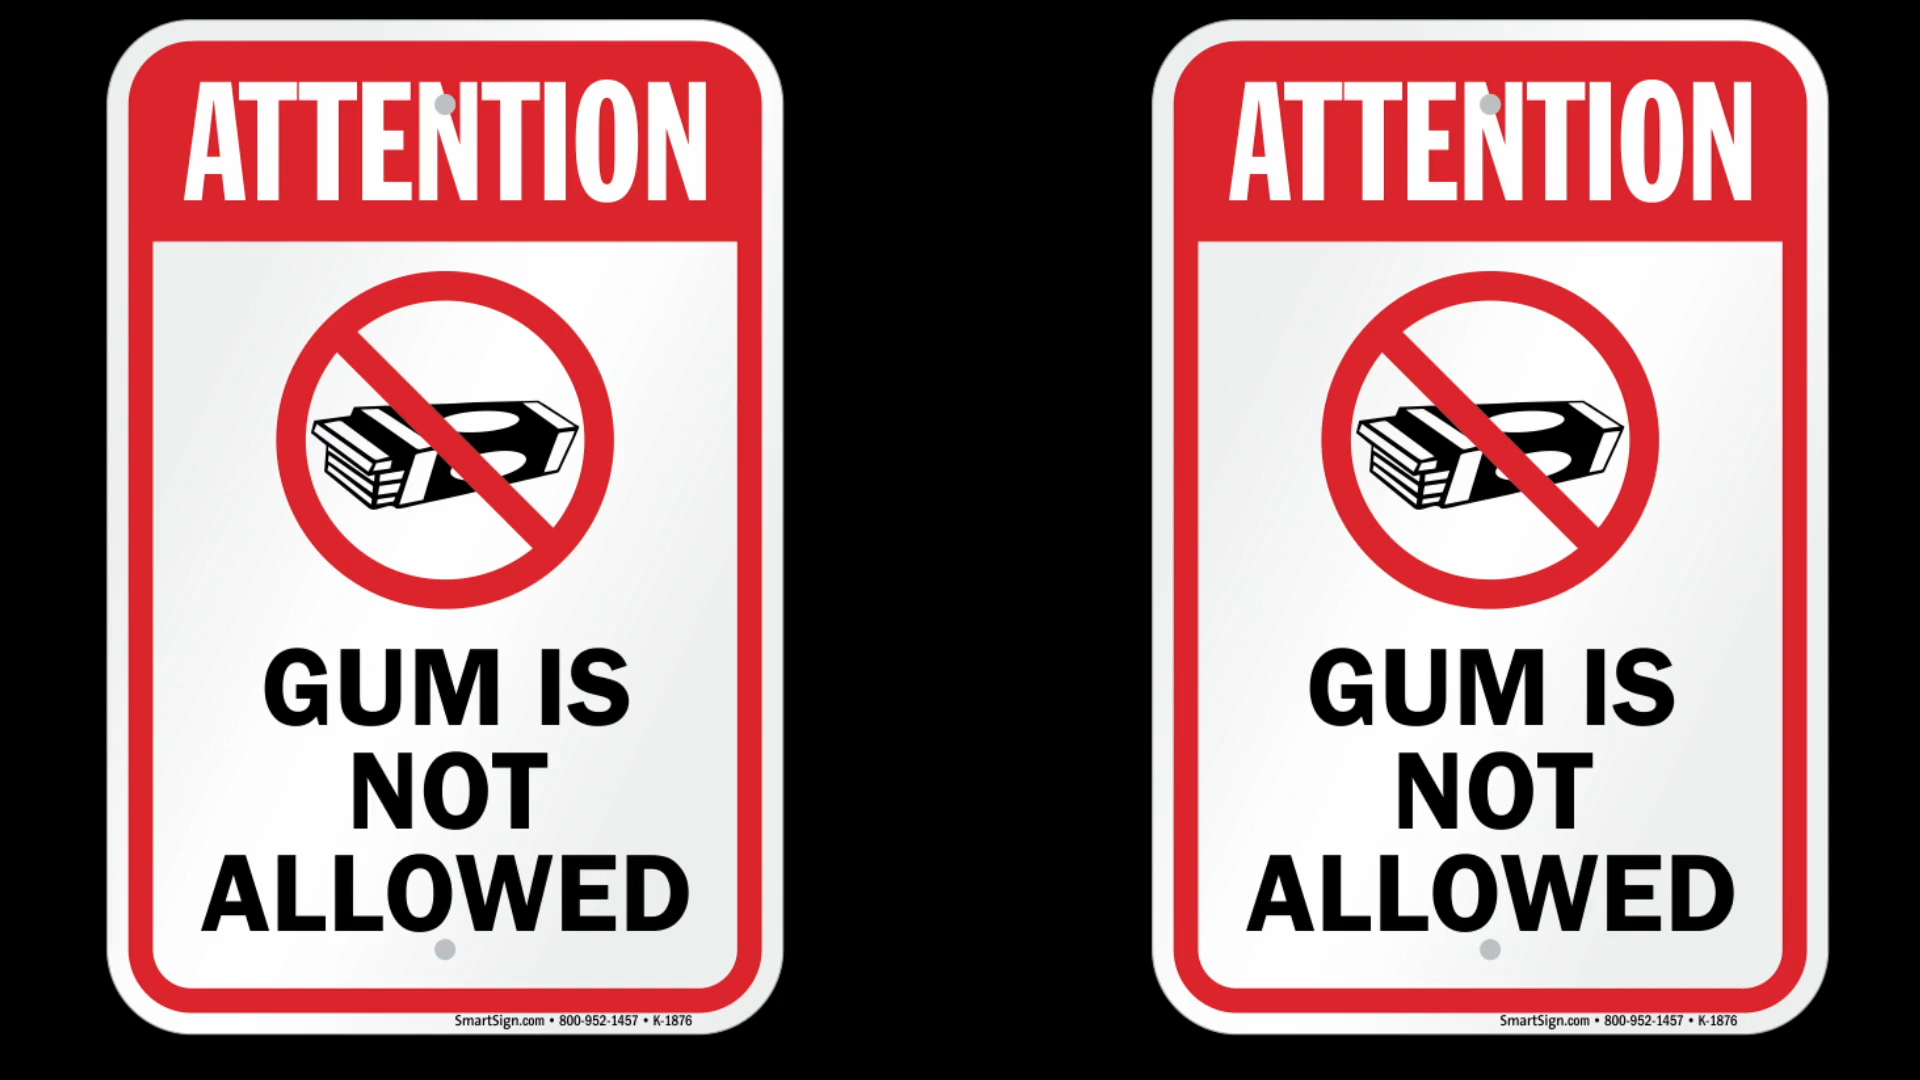 ATTENTION
GUM IS
NOT
ALLOWED
SmartSign.com • 800-952-1457 • K-1876
ATTENTION
GUM IS
NOT
ALLOWED
SmartSign.com • 800-952-1457 • K-1876